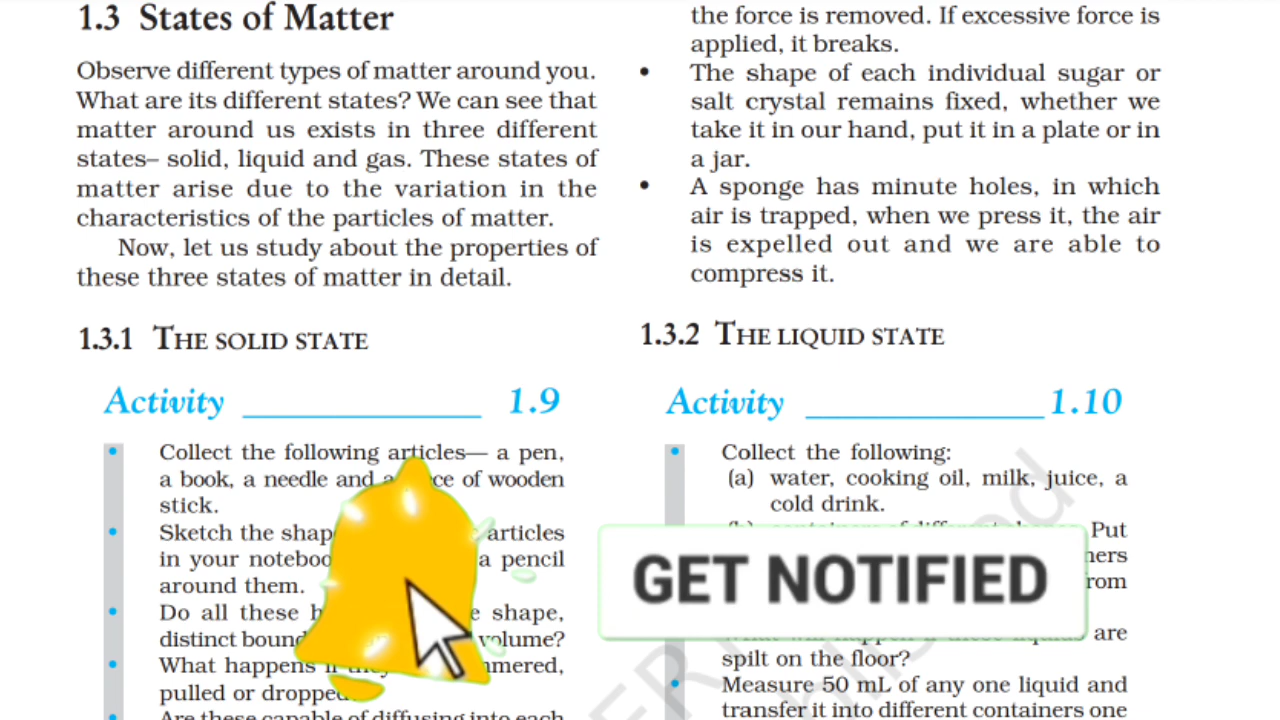 1.3 States of Matter
Observe different types of matter around you.
What are its different states? We can see that
matter around us exists in three different
states– solid, liquid and gas. These states of
matter arise due to the variation in the
characteristics of the particles of matter.
Now, let us study about the properties of
these three states of matter in detail.
1.3.1 THE SOLID STATE
Activity 1.9
• Collect the following articles— a pen,
a book, a needle and a of wooden
stick.
• Sketch the articles
in your a pencil
around them.
• Do all these shape,
distinct volume?
• What happens
pulled or
• Are these capable of diffusing into each
the force is removed. If excessive force is
applied, it breaks.
• The shape of each individual sugar or
salt crystal remains fixed, whether we
take it in our hand, put it in a plate or in
a jar.
• A sponge has minute holes, in which
air is trapped, when we press it, the air
is expelled out and we are able to
compress it.
1.3.2 THE LIQUID STATE
Activity 1.10
• Collect the following:
(a) water, cooking oil, milk, juice, a
cold drink.
Put
GET NOTIFIED
are
spilt on the floor?
• Measure 50 mL of any one liquid and
transfer it into different containers one